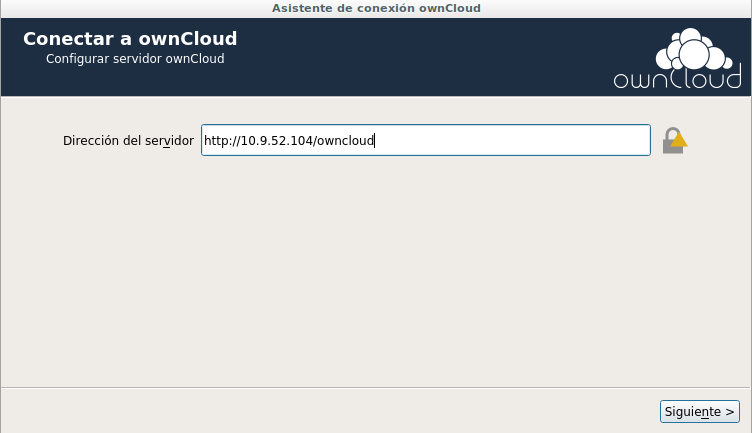 Asistente de conexión ownCloud
Conectar a ownCloud
Configurar servidor ownCloud
ownCloud
Dirección del servidor http://10.9.52.104/owncloud
Siguiente >